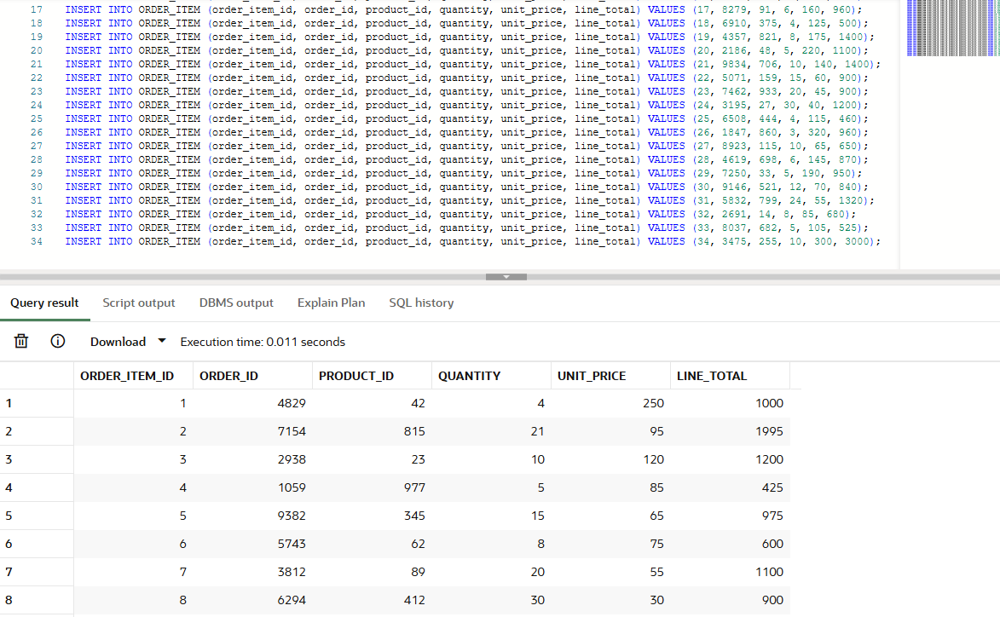 17 INSERT INTO ORDER_ITEM (order_item_id, order_id, product_id, quantity, unit_price, line_total) VALUES (17, 8279, 91, 6, 160, 960);
18 INSERT INTO ORDER_ITEM (order_item_id, order_id, product_id, quantity, unit_price, line_total) VALUES (18, 6910, 375, 4, 125, 500);
19 INSERT INTO ORDER_ITEM (order_item_id, order_id, product_id, quantity, unit_price, line_total) VALUES (19, 4357, 821, 8, 175, 1400);
20 INSERT INTO ORDER_ITEM (order_item_id, order_id, product_id, quantity, unit_price, line_total) VALUES (20, 2186, 48, 5, 220, 1100);
21 INSERT INTO ORDER_ITEM (order_item_id, order_id, product_id, quantity, unit_price, line_total) VALUES (21, 9834, 706, 10, 140, 1400);
22 INSERT INTO ORDER_ITEM (order_item_id, order_id, product_id, quantity, unit_price, line_total) VALUES (22, 5071, 159, 15, 60, 900);
23 INSERT INTO ORDER_ITEM (order_item_id, order_id, product_id, quantity, unit_price, line_total) VALUES (23, 7462, 933, 20, 45, 900);
24 INSERT INTO ORDER_ITEM (order_item_id, order_id, product_id, quantity, unit_price, line_total) VALUES (24, 3195, 27, 30, 40, 1200);
25 INSERT INTO ORDER_ITEM (order_item_id, order_id, product_id, quantity, unit_price, line_total) VALUES (25, 6508, 444, 4, 115, 460);
26 INSERT INTO ORDER_ITEM (order_item_id, order_id, product_id, quantity, unit_price, line_total) VALUES (26, 1847, 860, 3, 320, 960);
27 INSERT INTO ORDER_ITEM (order_item_id, order_id, product_id, quantity, unit_price, line_total) VALUES (27, 8923, 115, 10, 65, 650);
28 INSERT INTO ORDER_ITEM (order_item_id, order_id, product_id, quantity, unit_price, line_total) VALUES (28, 4619, 698, 6, 145, 870);
29 INSERT INTO ORDER_ITEM (order_item_id, order_id, product_id, quantity, unit_price, line_total) VALUES (29, 7250, 33, 5, 190, 950);
30 INSERT INTO ORDER_ITEM (order_item_id, order_id, product_id, quantity, unit_price, line_total) VALUES (30, 9146, 521, 12, 70, 840);
31 INSERT INTO ORDER_ITEM (order_item_id, order_id, product_id, quantity, unit_price, line_total) VALUES (31, 5832, 799, 24, 55, 1320);
32 INSERT INTO ORDER_ITEM (order_item_id, order_id, product_id, quantity, unit_price, line_total) VALUES (32, 2691, 14, 8, 85, 680);
33 INSERT INTO ORDER_ITEM (order_item_id, order_id, product_id, quantity, unit_price, line_total) VALUES (33, 8037, 682, 5, 105, 525);
34 INSERT INTO ORDER_ITEM (order_item_id, order_id, product_id, quantity, unit_price, line_total) VALUES (34, 3475, 255, 10, 300, 3000);
Query result Script output DBMS output Explain Plan SQL history
Download Execution time: 0.011 seconds
ORDER_ITEM_ID ORDER_ID PRODUCT_ID QUANTITY UNIT_PRICE LINE_TOTAL
1 1 4829 42 4 250 1000
2 2 7154 815 21 95 1995
3 3 2938 23 10 120 1200
4 4 1059 977 5 85 425
5 5 9382 345 15 65 975
6 6 5743 62 8 75 600
7 7 3812 89 20 55 1100
8 8 6294 412 30 30 900